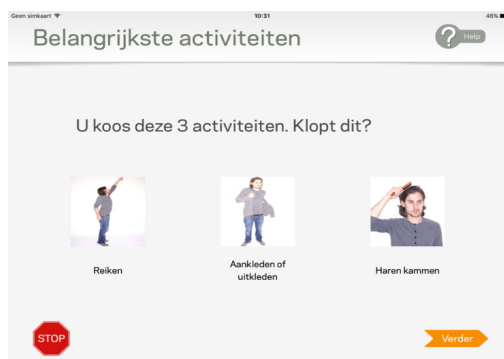 Geen simkaart 10:31 46%
Belangrijkste activiteiten
? Help
U koos deze 3 activiteiten. Klopt dit?
Reiken
Aankleden of
uitkleden
Haren kammen
STOP
Verder